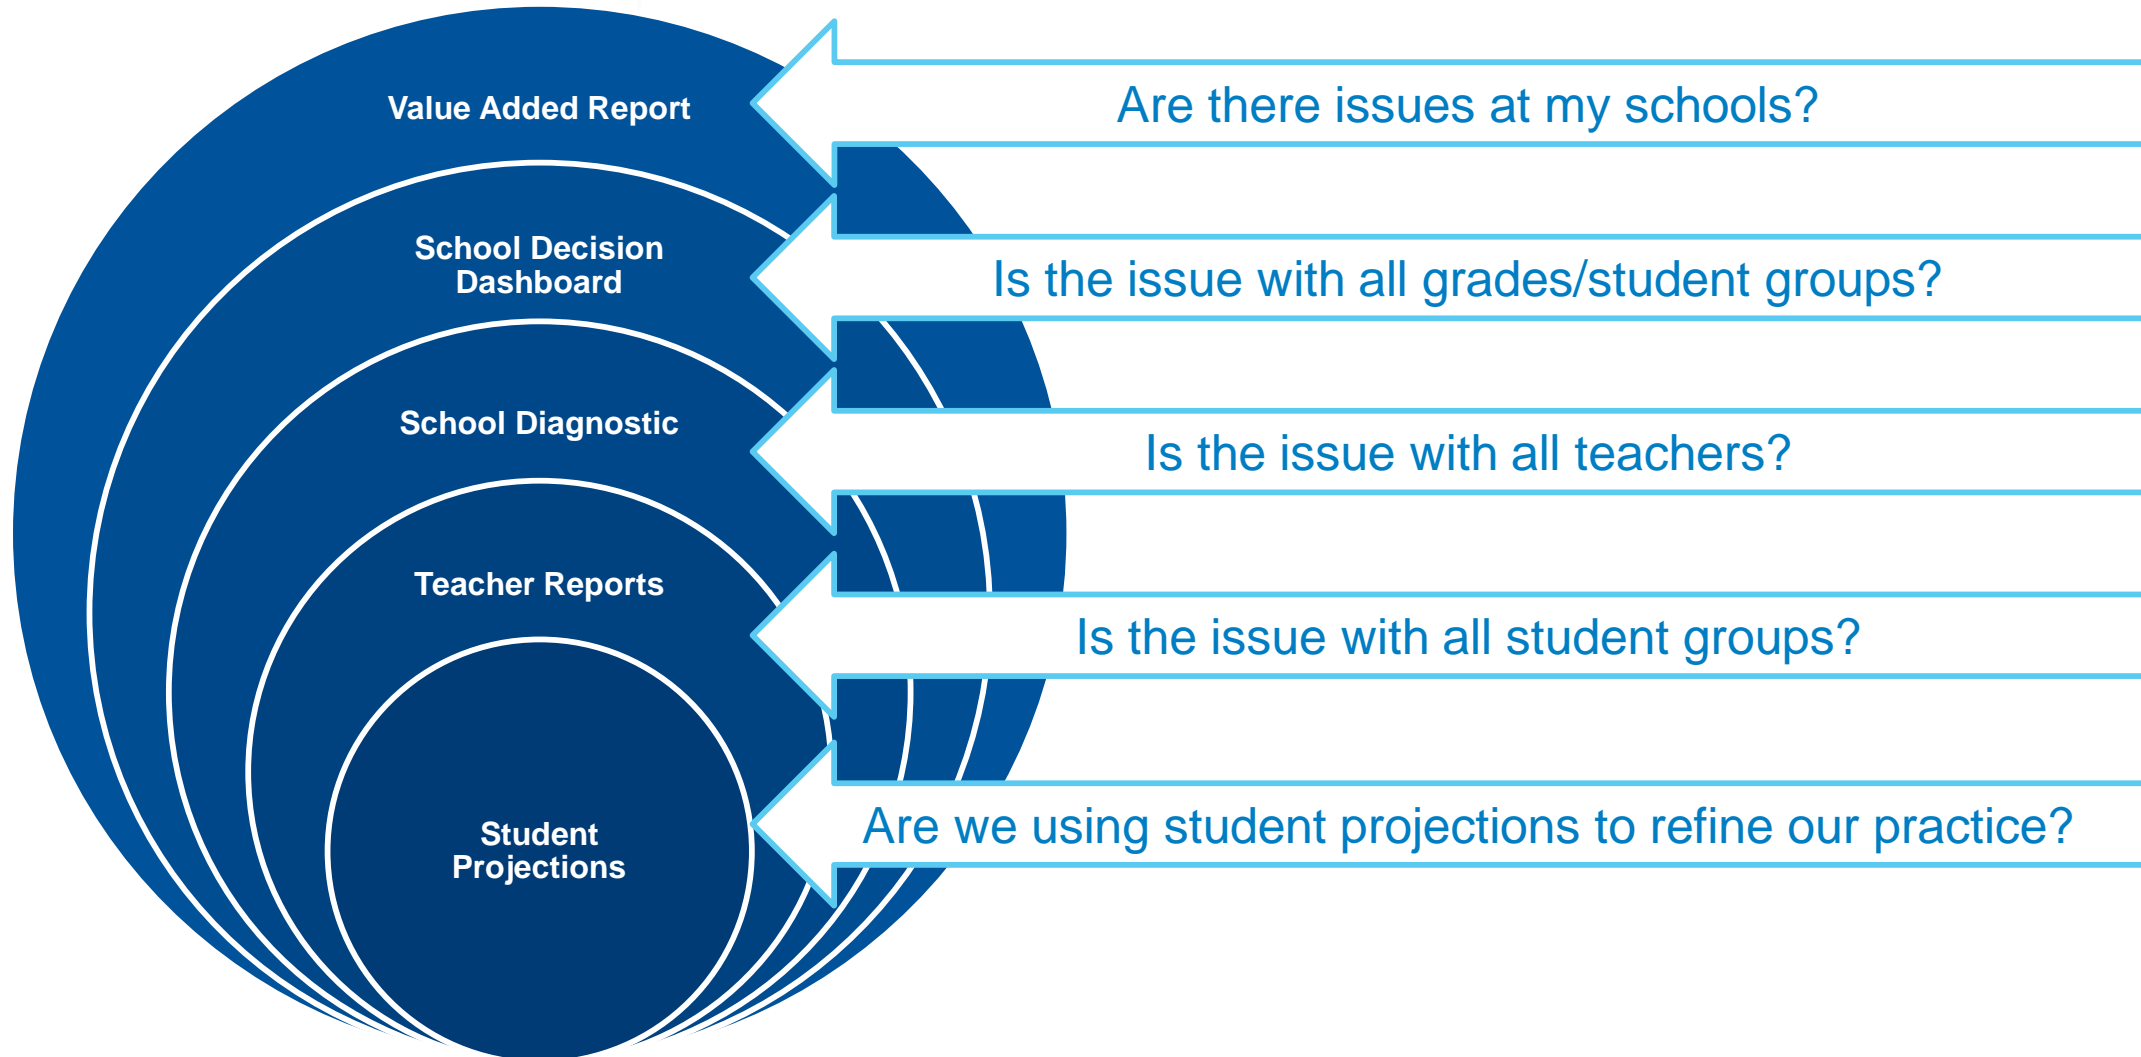 Value Added Report
Are there issues at my schools?
School Decision
Dashboard
Is the issue with all grades/student groups?
School Diagnostic
Is the issue with all teachers?
Teacher Reports
Is the issue with all student groups?
Student
Projections
Are we using student projections to refine our practice?